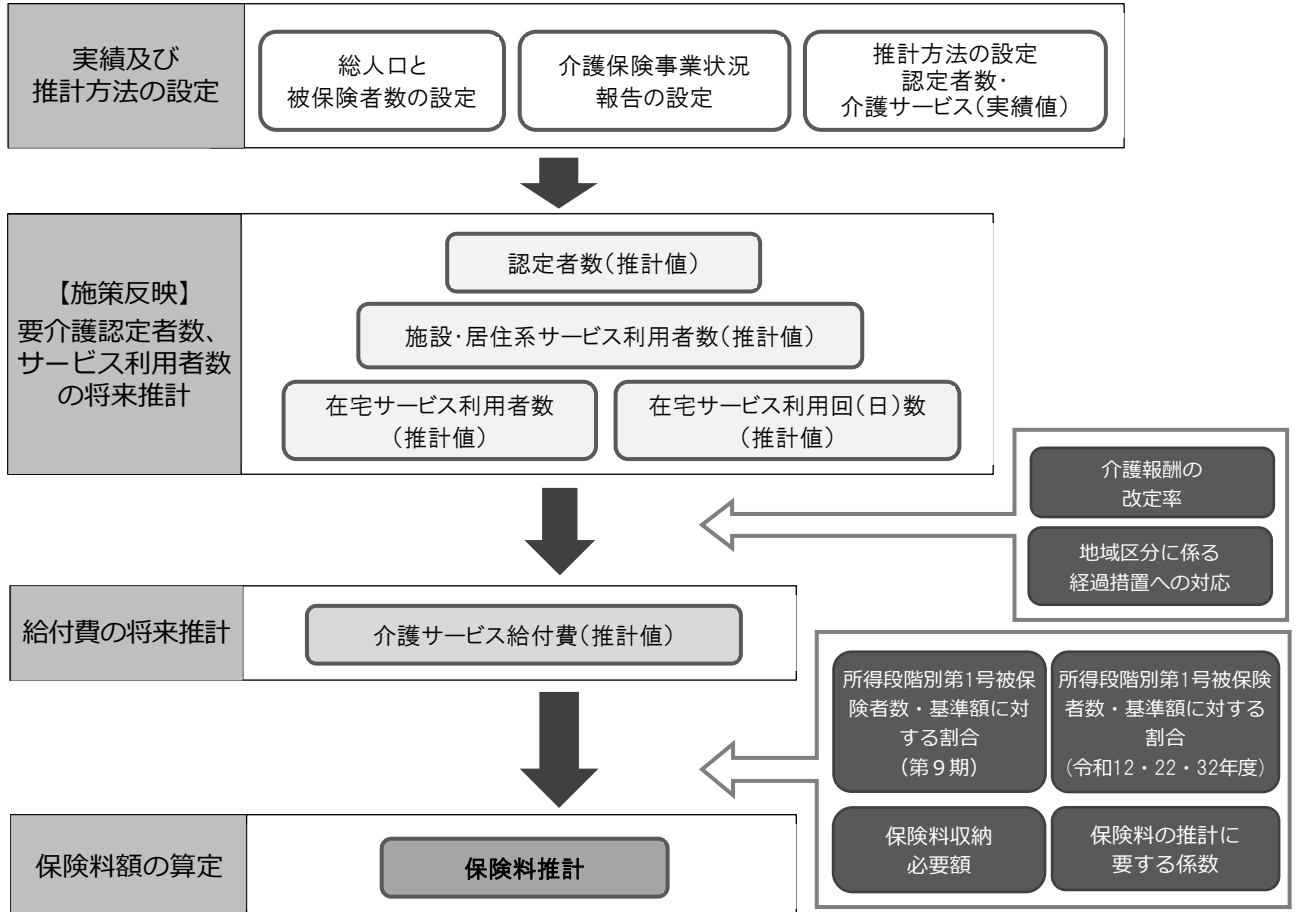 実績及び
推計方法の設定
総人口と
被保険者数の設定
介護保険事業状況
報告の設定
推計方法の設定
認定者数・
介護サービス(実績値)
【施策反映】
要介護認定者数、
サービス利用者数
の将来推計
認定者数(推計値)
施設・居住系サービス利用者数(推計値)
在宅サービス利用者数
(推計値)
在宅サービス利用回(日)数
(推計値)
介護報酬の
改定率
地域区分に係る
経過措置への対応
給付費の将来推計
介護サービス給付費(推計値)
所得段階別第1号被保
険者数・基準額に対
する割合
(第9期)
所得段階別第1号被保険
者数・基準額に対する
割合
(令和12・22・32年度)
保険料収納
必要額
保険料の推計に
要する係数
保険料額の算定
保険料推計